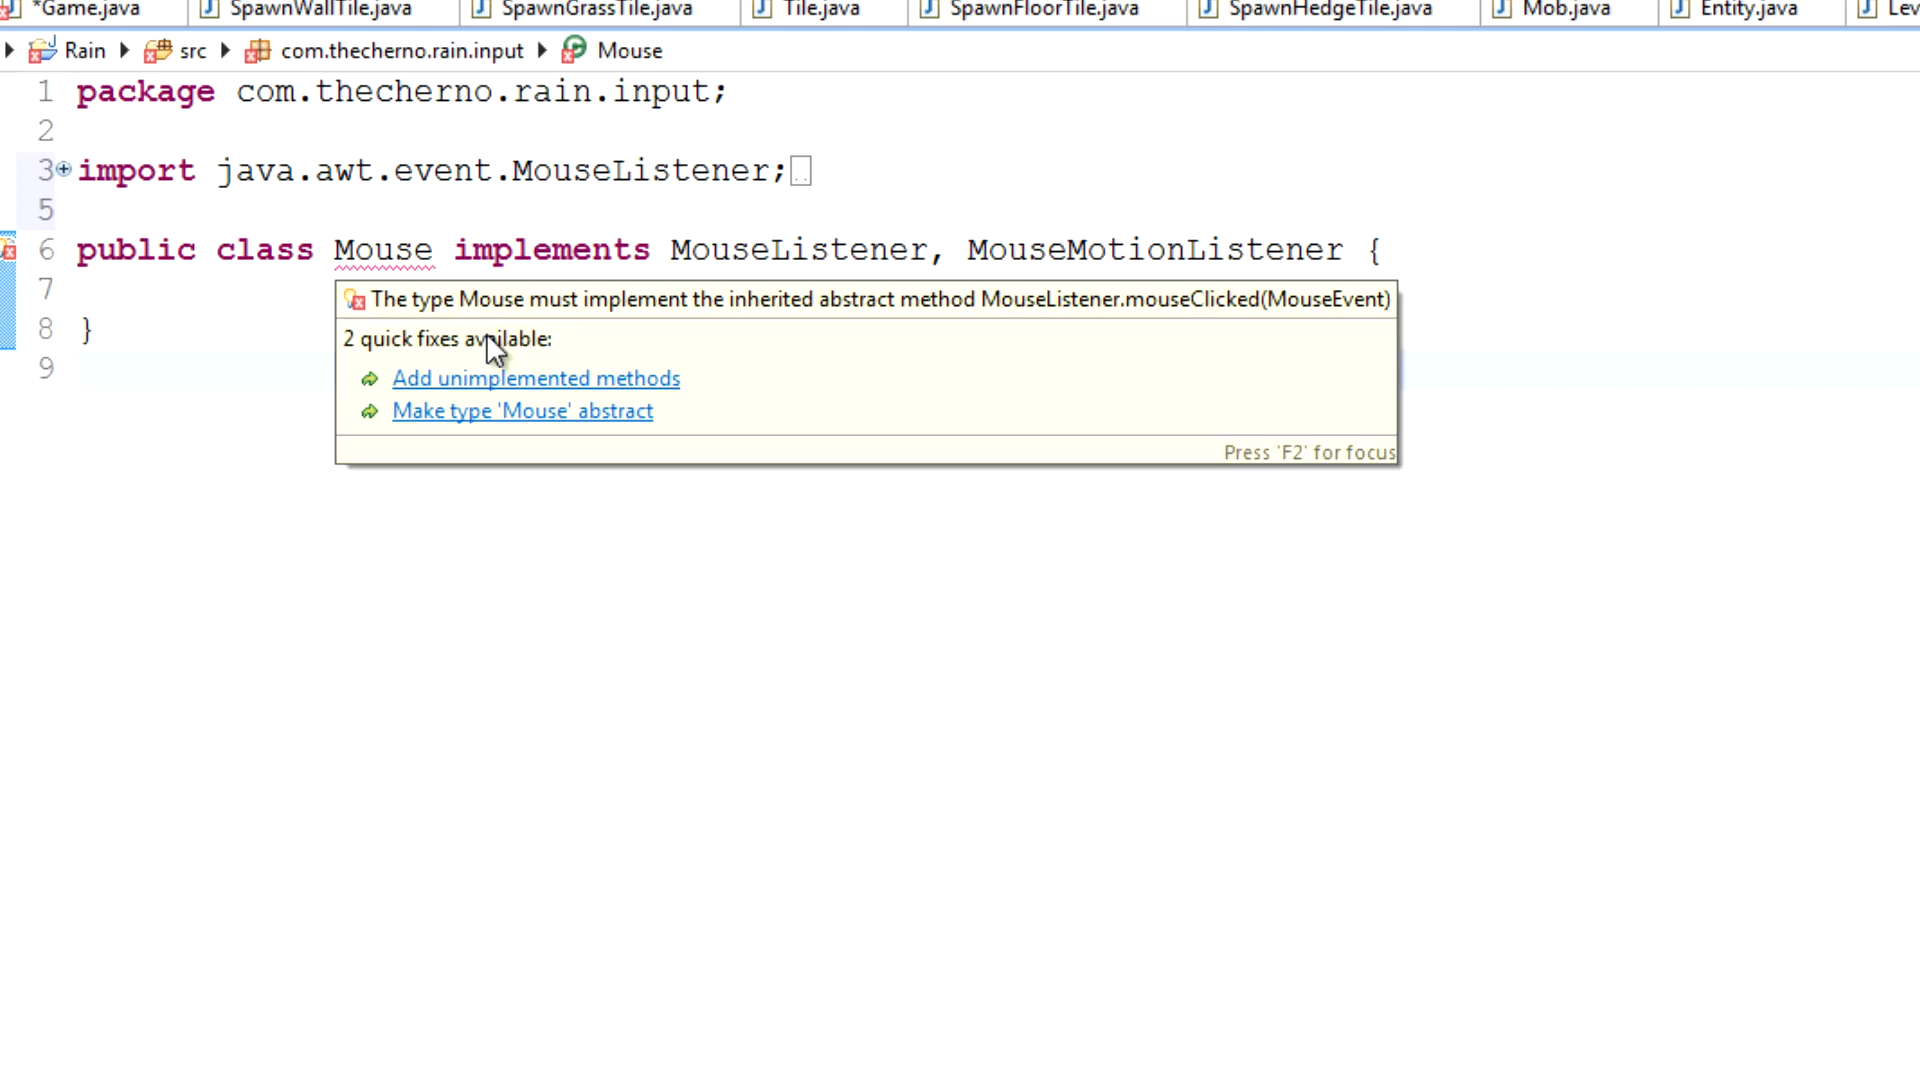 *Game.java SpawnWallTile.java SpawnGrassTile.java Tile.java SpawnFloorTile.java SpawnHedgeTile.java Mob.java Entity.java Lev
Rain src com.thecherno.rain.input Mouse
1 package com.thecherno.rain.input;
2
3 import java.awt.event.MouseListener;
5
6 public class Mouse implements MouseListener, MouseMotionListener {
7
The type Mouse must implement the inherited abstract method MouseListener.mouseClicked(MouseEvent)
8 }
2 quick fixes available:
9
Add unimplemented methods
Make type 'Mouse' abstract
Press 'F2' for focus